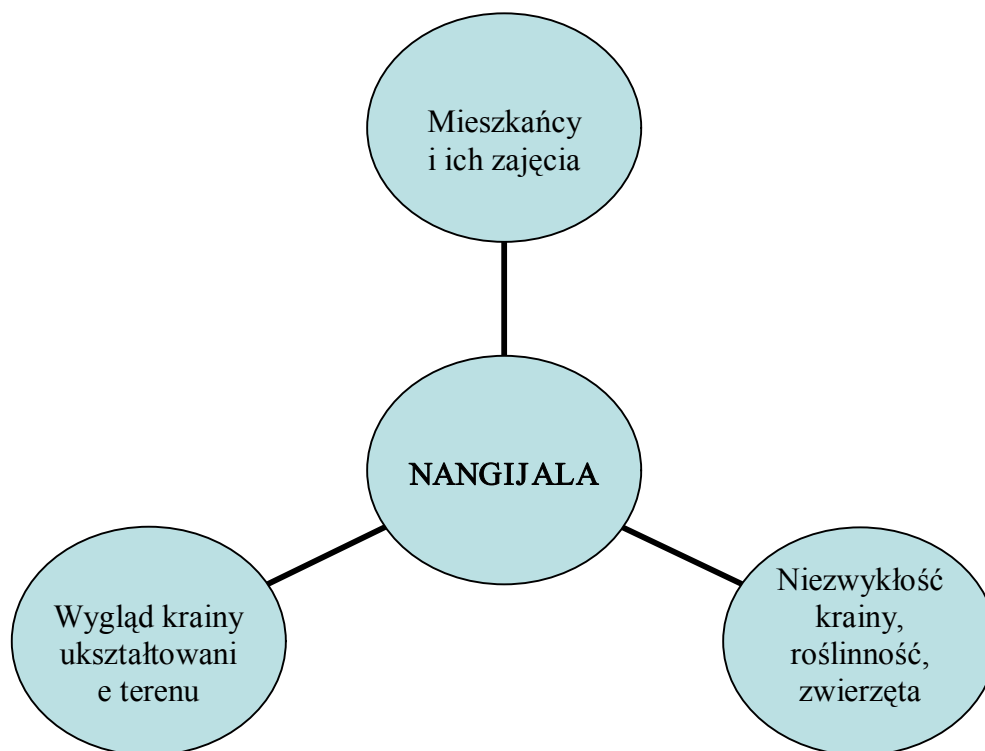 Mieszkańcy
i ich zajęcia
NANGIJALA
Wygląd krainy
ukształtowani
e terenu
Niezwykłość
krainy,
roślinność,
zwierzęta